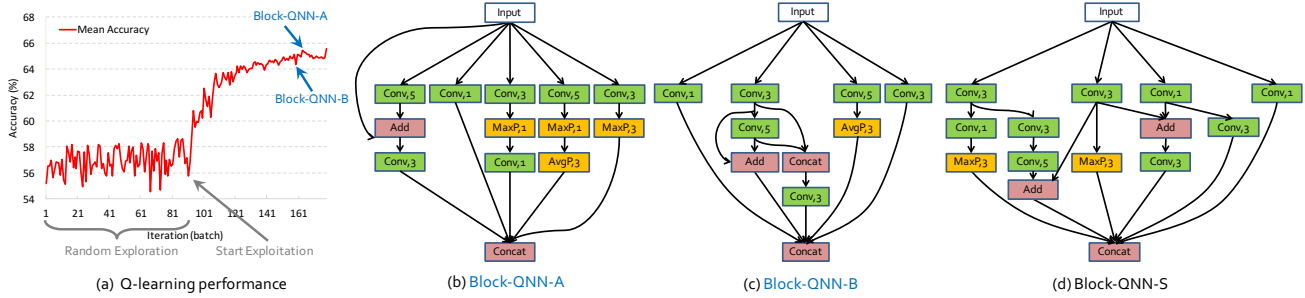 68
66
64
62
60
58
56
54
Accuracy (%)
Mean Accuracy
Block-QNN-A
Block-QNN-B
1 21 41 61 81 101 121 141 161
Iteration (batch)
Random Exploration
Start Exploitation
(a) Q-learning performance
Input
Conv,5 Conv,1 Conv,3 Conv,5 Conv,3
Add MaxP,1 MaxP,1 MaxP,3
Conv,3 Conv,1 AvgP,3
Concat
(b) Block-QNN-A
Input
Conv,1 Conv,3 Conv,5 Conv,3
Conv,5 AvgP,3
Add Concat
Conv,3
Concat
(c) Block-QNN-B
Input
Conv,3 Conv,3 Conv,1 Conv,1
Conv,1 Conv,3 Add Conv,3
MaxP,3 Conv,5 MaxP,3 Conv,3
Add
Concat
(d) Block-QNN-S